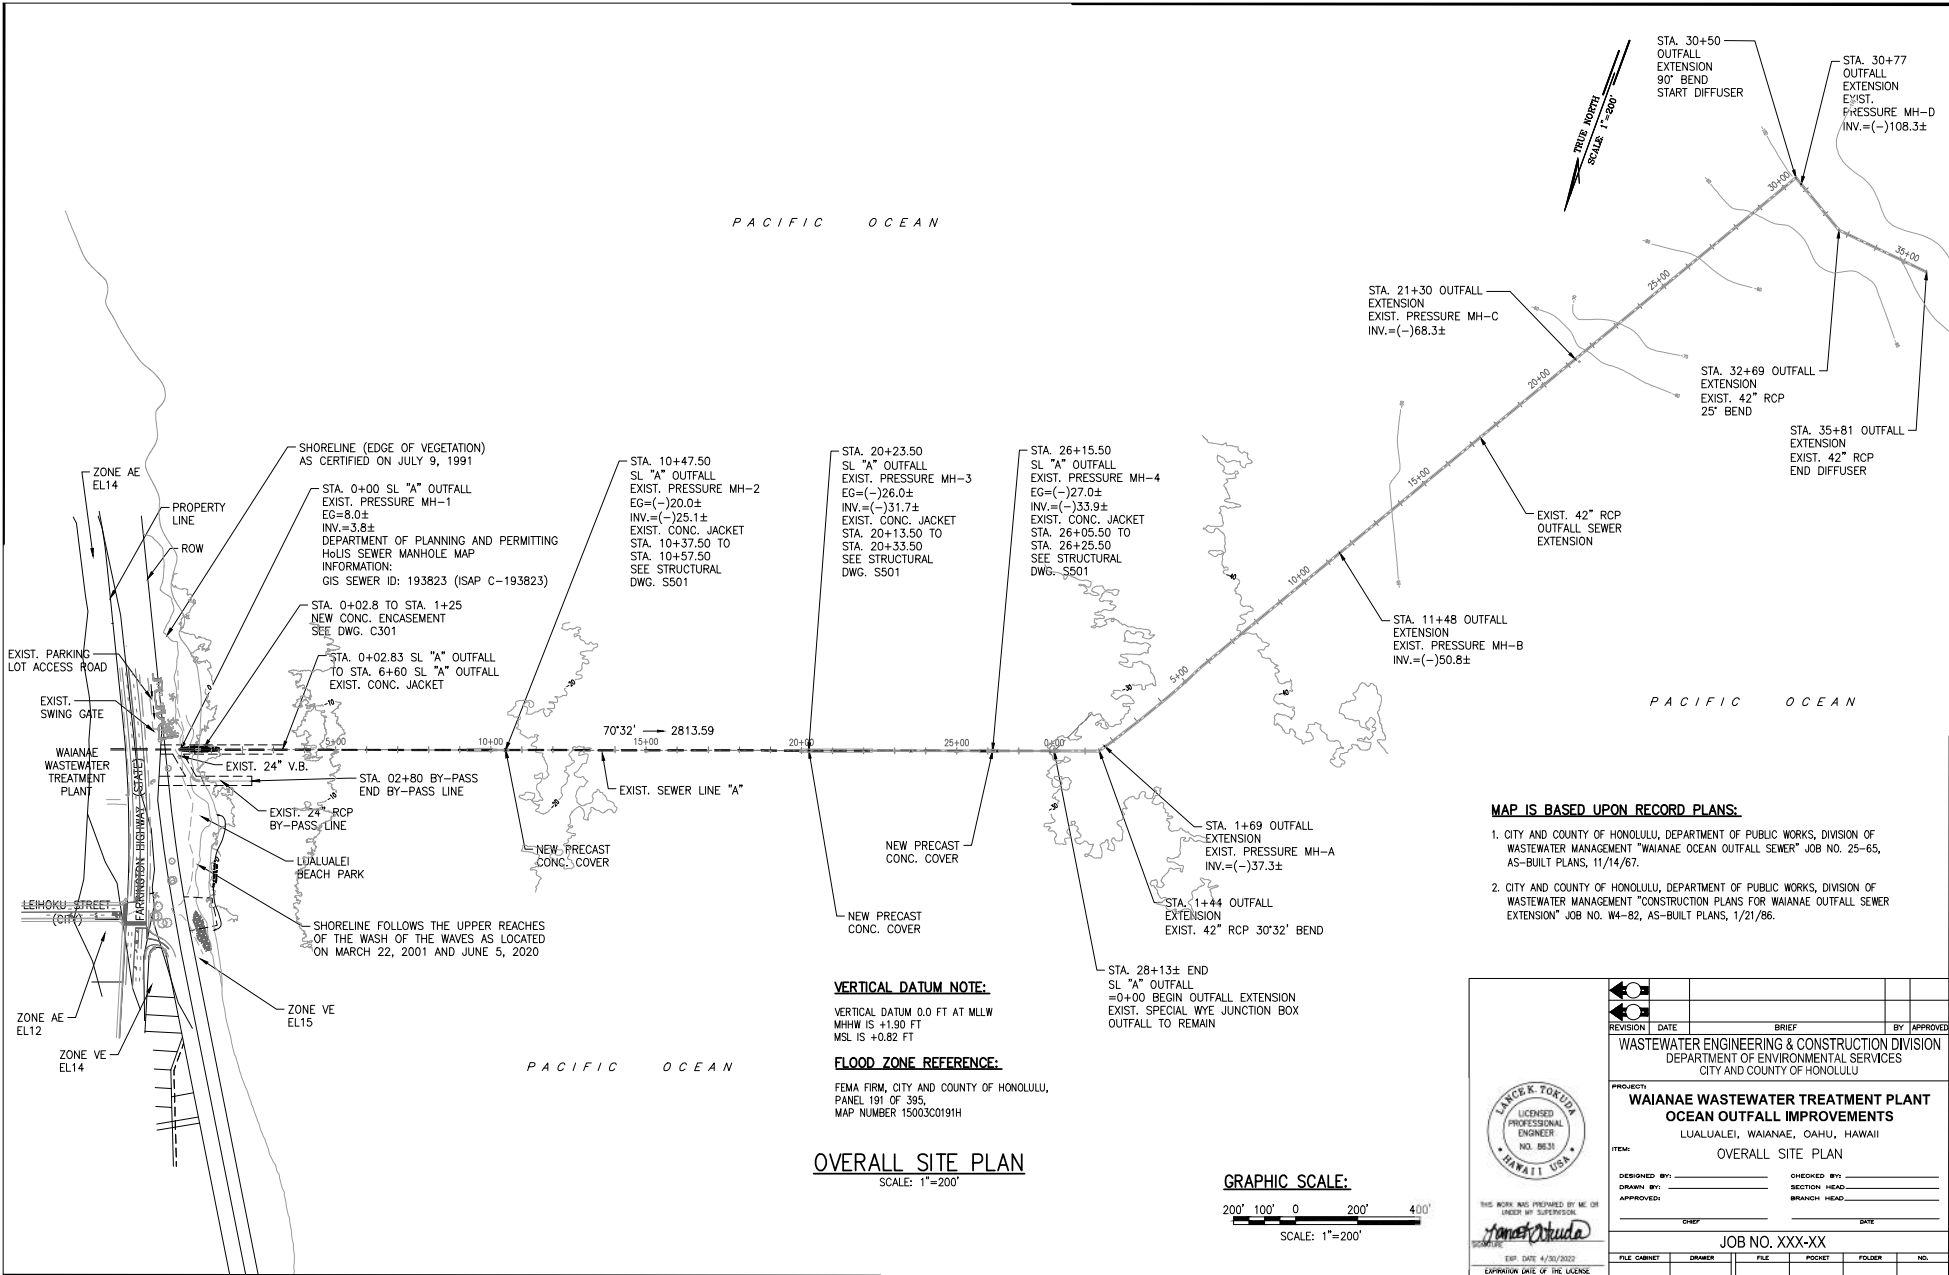 STA. 30+50
OUTFALL
EXTENSION
90° BEND
START DIFFUSER
STA. 30+77
OUTFALL
EXTENSION
EXIST.
PRESSURE MH-D
INV.=(-)108.3±
TRUE NORTH
SCALE: 1"=200'
PACIFIC OCEAN
30+00
35+00
25+00
STA. 21+30 OUTFALL
EXTENSION
EXIST. PRESSURE MH-C
INV.=(-)68.3±
20+00
STA. 32+69 OUTFALL
EXTENSION
EXIST. 42" RCP
25° BEND
STA. 35+81 OUTFALL
EXTENSION
EXIST. 42" RCP
END DIFFUSER
15+00
EXIST. 42" RCP
OUTFALL SEWER
EXTENSION
10+00
STA. 11+48 OUTFALL
EXTENSION
EXIST. PRESSURE MH-B
INV.=(-)50.8±
5+00
PACIFIC OCEAN
SHORELINE (EDGE OF VEGETATION)
AS CERTIFIED ON JULY 9, 1991
ZONE AE
EL14
PROPERTY
LINE
ROW
STA. 0+00 SL "A" OUTFALL
EXIST. PRESSURE MH-1
EG=8.0±
INV.=3.8±
DEPARTMENT OF PLANNING AND PERMITTING
HoLIS SEWER MANHOLE MAP
INFORMATION:
GIS SEWER ID: 193823 (ISAP C-193823)
STA. 0+02.8 TO STA. 1+25
NEW CONC. ENCASEMENT
SEE DWG. C301
STA. 0+02.83 SL "A" OUTFALL
TO STA. 6+60 SL "A" OUTFALL
EXIST. CONC. JACKET
STA. 10+47.50
SL "A" OUTFALL
EXIST. PRESSURE MH-2
EG=(-)20.0±
INV.=(-)25.1±
EXIST. CONC. JACKET
STA. 10+37.50 TO
STA. 10+57.50
SEE STRUCTURAL
DWG. S501
STA. 20+23.50
SL "A" OUTFALL
EXIST. PRESSURE MH-3
EG=(-)26.0±
INV.=(-)31.7±
EXIST. CONC. JACKET
STA. 20+13.50 TO
STA. 20+33.50
SEE STRUCTURAL
DWG. S501
STA. 26+15.50
SL "A" OUTFALL
EXIST. PRESSURE MH-4
EG=(-)27.0±
INV.=(-)33.9±
EXIST. CONC. JACKET
STA. 26+05.50 TO
STA. 26+25.50
SEE STRUCTURAL
DWG. S501
EXIST. PARKING
LOT ACCESS ROAD
EXIST.
SWING GATE
WAIANAE
WASTEWATER
TREATMENT
PLANT
FARRINGTON HIGHWAY (STATE)
5+00
10+00
70°32' 2813.59
15+00
20+00
25+00
0+00
EXIST. 24" V.B.
STA. 02+80 BY-PASS
END BY-PASS LINE
EXIST. 24" RCP
BY-PASS LINE
EXIST. SEWER LINE "A"
LUALUALEI
BEACH PARK
NEW PRECAST
CONC. COVER
NEW PRECAST
CONC. COVER
NEW PRECAST
CONC. COVER
STA. 1+69 OUTFALL
EXTENSION
EXIST. PRESSURE MH-A
INV.=(-)37.3±
STA. 1+44 OUTFALL
EXTENSION
EXIST. 42" RCP 30°32' BEND
STA. 28+13± END
SL "A" OUTFALL
=0+00 BEGIN OUTFALL EXTENSION
EXIST. SPECIAL WYE JUNCTION BOX
OUTFALL TO REMAIN
LEIHOKU STREET
(CITY)
SHORELINE FOLLOWS THE UPPER REACHES
OF THE WASH OF THE WAVES AS LOCATED
ON MARCH 22, 2001 AND JUNE 5, 2020
ZONE VE
EL15
ZONE AE
EL12
ZONE VE
EL14
PACIFIC OCEAN
VERTICAL DATUM NOTE:
VERTICAL DATUM 0.0 FT AT MLLW
MHHW IS +1.90 FT
MSL IS +0.82 FT
FLOOD ZONE REFERENCE:
FEMA FIRM, CITY AND COUNTY OF HONOLULU,
PANEL 191 OF 395,
MAP NUMBER 15003C0191H
OVERALL SITE PLAN
SCALE: 1"=200'
GRAPHIC SCALE:
200' 100' 0 200' 400'
SCALE: 1"=200'
MAP IS BASED UPON RECORD PLANS:
1. CITY AND COUNTY OF HONOLULU, DEPARTMENT OF PUBLIC WORKS, DIVISION OF
WASTEWATER MANAGEMENT "WAIANAE OCEAN OUTFALL SEWER" JOB NO. 25-65,
AS-BUILT PLANS, 11/14/67.
2. CITY AND COUNTY OF HONOLULU, DEPARTMENT OF PUBLIC WORKS, DIVISION OF
WASTEWATER MANAGEMENT "CONSTRUCTION PLANS FOR WAIANAE OUTFALL SEWER
EXTENSION" JOB NO. W4-82, AS-BUILT PLANS, 1/21/86.
LANCE K. TOKUDA
LICENSED
PROFESSIONAL
ENGINEER
NO. 8631
HAWAII USA
THIS WORK WAS PREPARED BY ME OR
UNDER MY SUPERVISION.
SIGNATURE
EXP. DATE 4/30/2022
EXPIRATION DATE OF THE LICENSE
REVISION DATE BRIEF BY APPROVED
WASTEWATER ENGINEERING & CONSTRUCTION DIVISION
DEPARTMENT OF ENVIRONMENTAL SERVICES
CITY AND COUNTY OF HONOLULU
PROJECT:
WAIANAE WASTEWATER TREATMENT PLANT
OCEAN OUTFALL IMPROVEMENTS
LUALUALEI, WAIANAE, OAHU, HAWAII
ITEM:
OVERALL SITE PLAN
DESIGNED BY: CHECKED BY:
DRAWN BY: SECTION HEAD
APPROVED: BRANCH HEAD
CHIEF DATE
JOB NO. XXX-XX
FILE CABINET DRAWER FILE POCKET FOLDER NO.